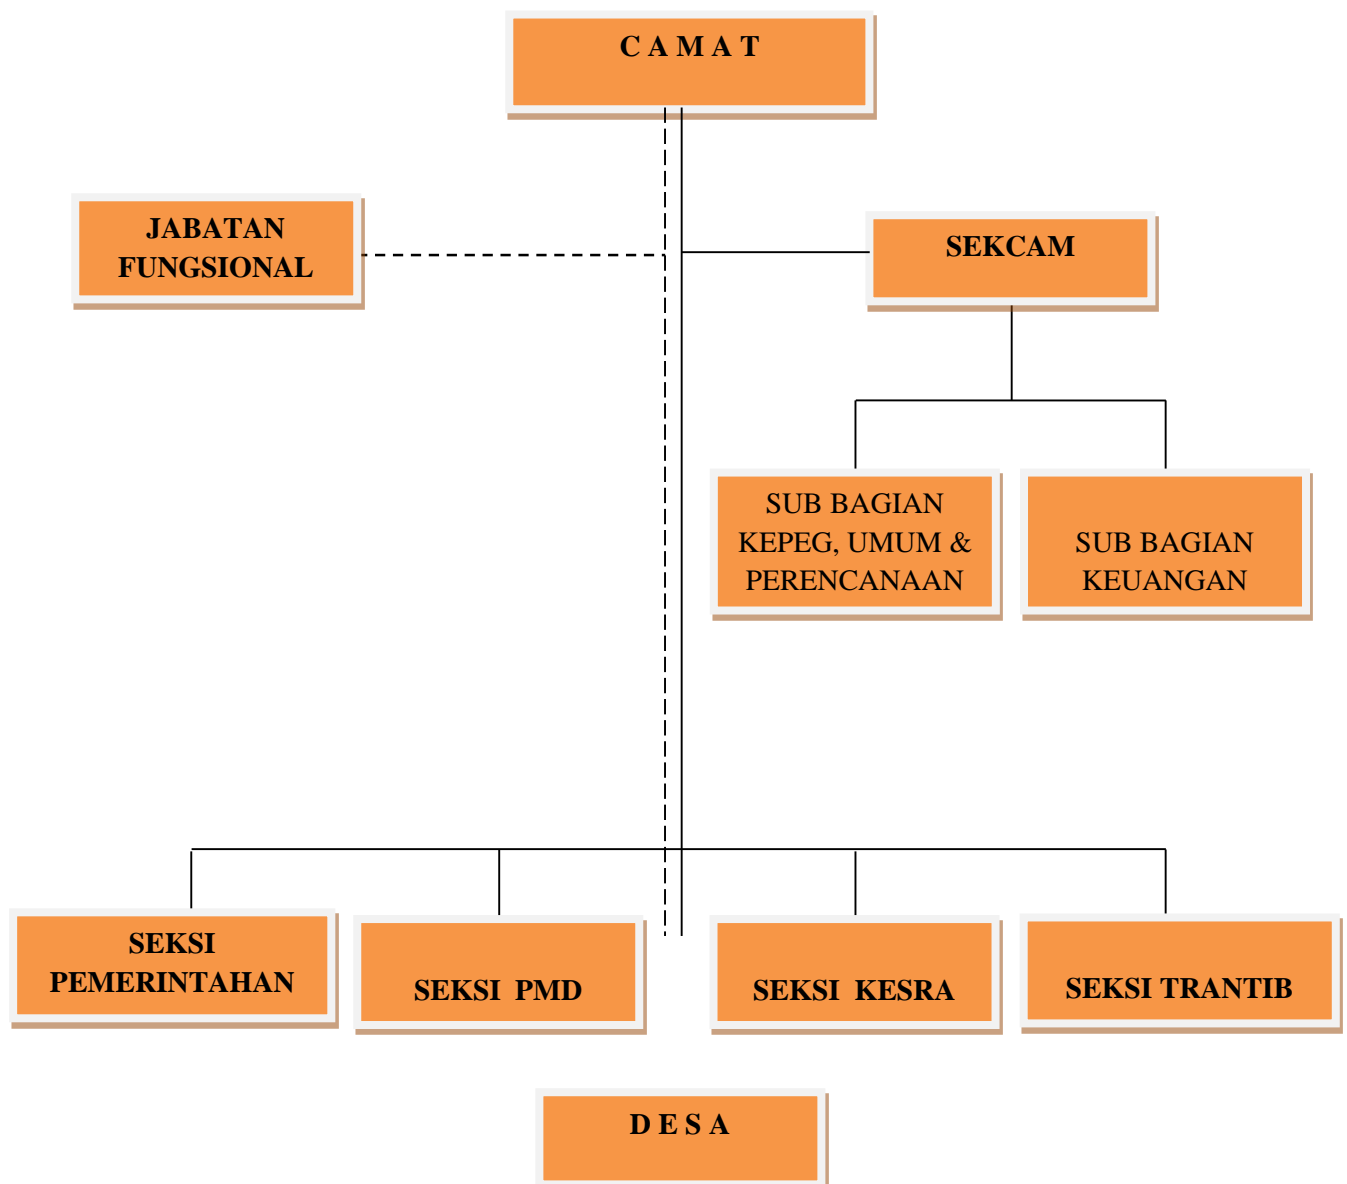 C A M A T
JABATAN
FUNGSIONAL
SEKCAM
SUB BAGIAN
KEPEG, UMUM &
PERENCANAAN
SUB BAGIAN
KEUANGAN
SEKSI
PEMERINTAHAN
SEKSI  PMD
SEKSI  KESRA
SEKSI TRANTIB
D E S A